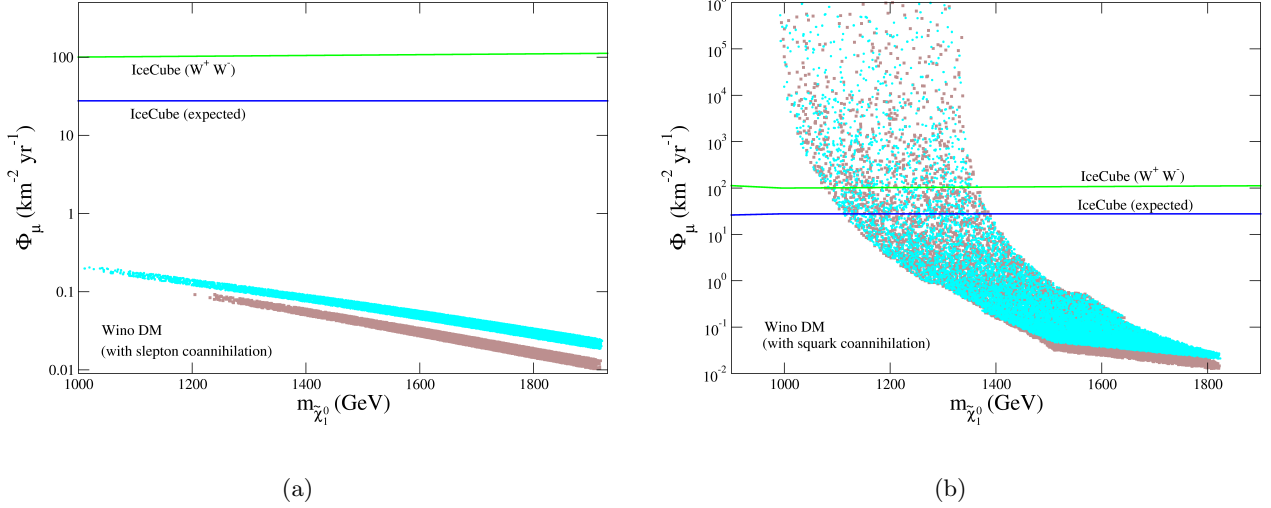 (a)
Φμ (km⁻² yr⁻¹)
100
10
1
0.1
0.01
IceCube (W⁺ W⁻)
IceCube (expected)
Wino DM
(with slepton coannihilation)
1000 1200 1400 1600 1800
m_χ̃₁⁰ (GeV)
(b)
Φμ (km⁻² yr⁻¹)
10⁶
10⁵
10⁴
10³
10²
10¹
10⁰
10⁻¹
10⁻²
IceCube (W⁺ W⁻)
IceCube (expected)
Wino DM
(with squark coannihilation)
1000 1200 1400 1600 1800
m_χ̃₁⁰ (GeV)